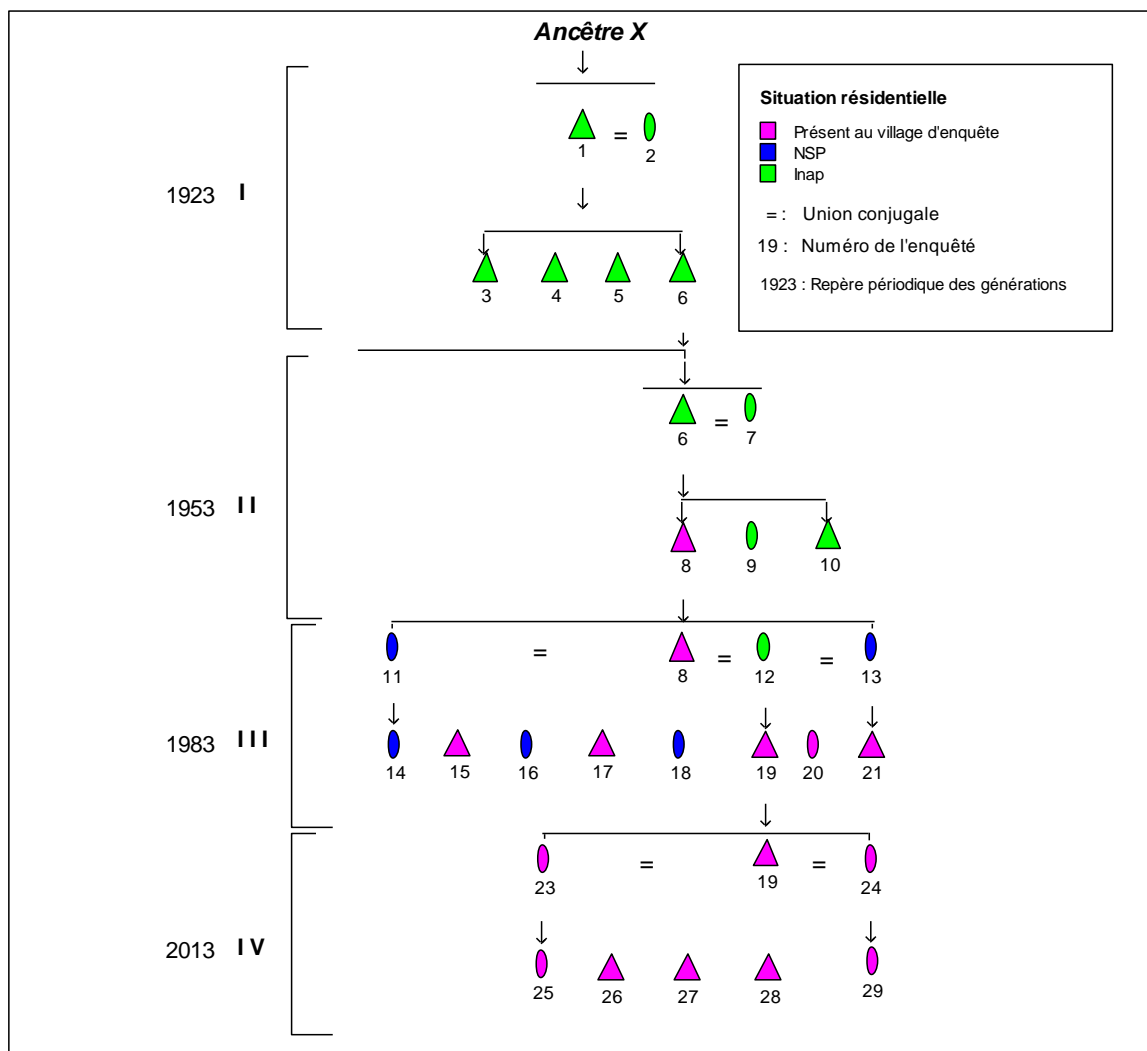 Ancêtre X
Situation résidentielle
Présent au village d'enquête
NSP
Inap
= : Union conjugale
19 : Numéro de l'enquêté
1923 : Repère périodique des générations
1 = 2
1923 I
3 4 5 6
6 = 7
1953 II
8 9 10
11 = 8 = 12 = 13
1983 III
14 15 16 17 18 19 20 21
23 = 19 = 24
2013 IV
25 26 27 28 29